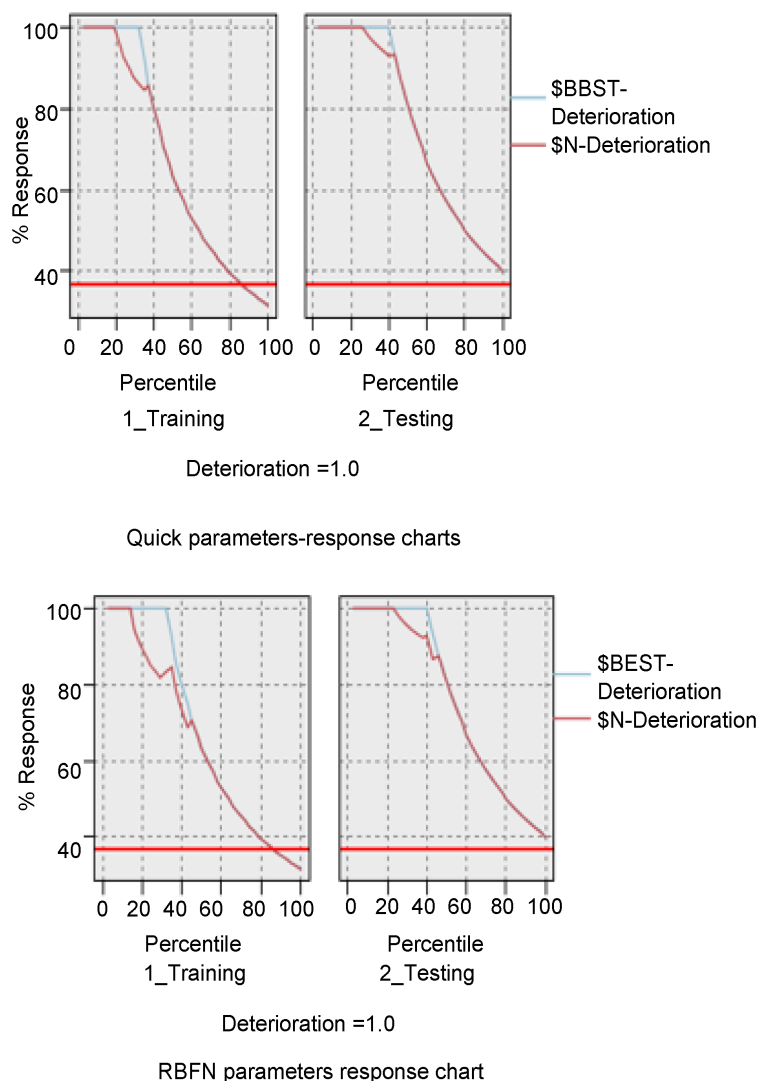 100
80
60
40
% Response
0 20 40 60 80 100
0 20 40 60 80 100
Percentile
Percentile
1_Training
2_Testing
$BBST-
Deterioration
$N-Deterioration
Deterioration =1.0
Quick parameters-response charts
100
80
60
40
% Response
0 20 40 60 80 100
0 20 40 60 80 100
Percentile
Percentile
1_Training
2_Testing
$BEST-
Deterioration
$N-Deterioration
Deterioration =1.0
RBFN parameters response chart